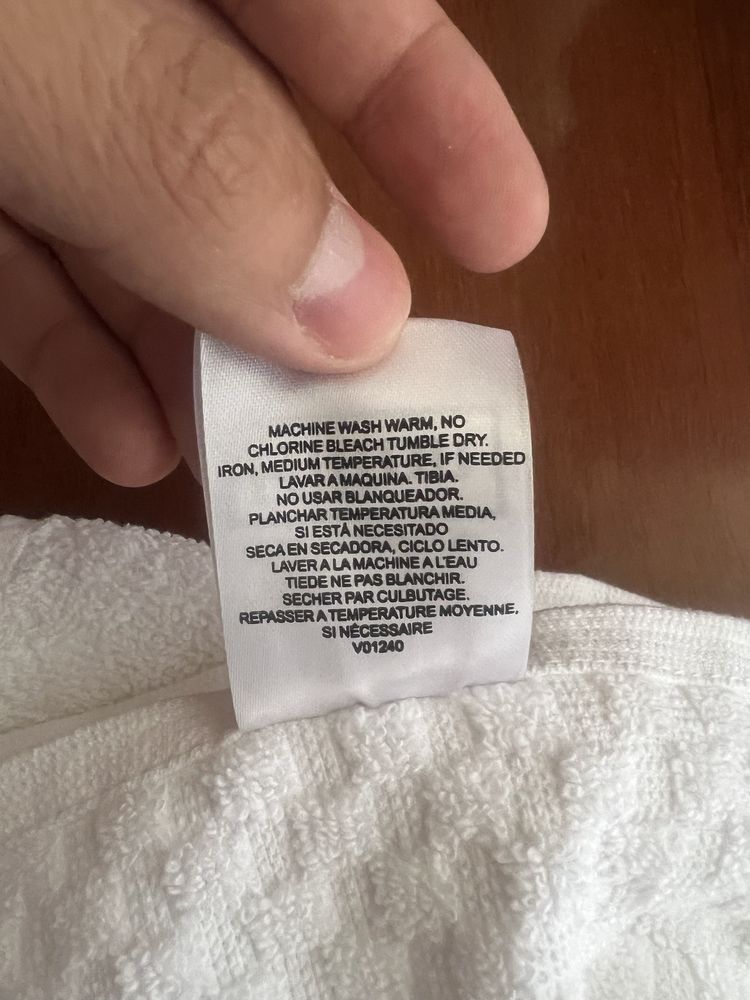 MACHINE WASH WARM, NO
CHLORINE BLEACH TUMBLE DRY.
IRON, MEDIUM TEMPERATURE, IF NEEDED
LAVAR A MAQUINA. TIBIA.
NO USAR BLANQUEADOR.
PLANCHAR TEMPERATURA MEDIA,
SI ESTÁ NECESITADO
SECA EN SECADORA, CICLO LENTO.
LAVER A LA MACHINE A L'EAU
TIEDE NE PAS BLANCHIR.
SECHER PAR CULBUTAGE.
REPASSER A TEMPERATURE MOYENNE.
SI NÉCESSAIRE
V01240